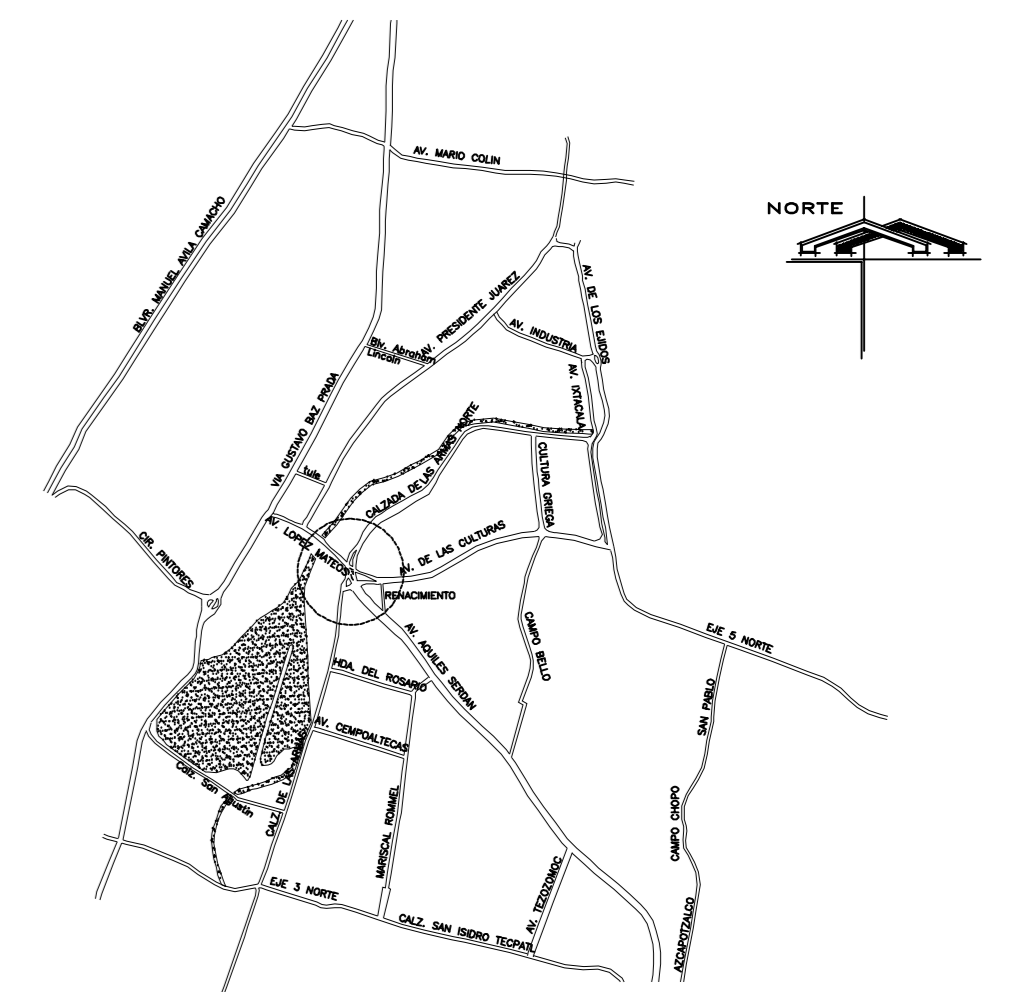 AV. MARIO COLIN
NORTE
BLVR. MANUEL AVILA CAMACHO
AV. PRESIDENTE JUAREZ
AV. DE LOS EJIDOS
AV. INDUSTRIA
Blv. Abraham
Lincoln
AV. IXTACALA
VIA GUSTAVO BAZ PRADA
tule
CALZADA DE LAS ARMAS NORTE
CULTURA GRIEGA
AV. LOPEZ MATEOS
AV. DE LAS CULTURAS
CIR. PINTORES
RENACIMIENTO
AV. AQUILES SERDAN
CAMPO BELLO
EJE 5 NORTE
HDA. DEL ROSARIO
SAN PABLO
AV. CEMPOALTECAS
CALZ. DE LAS ARMAS
Calz. San Agustin
MARISCAL ROMMEL
CAMPO CHOPO
AV. TEZOZOMOC
EJE 3 NORTE
CALZ. SAN ISIDRO TECPATL
AZCAPOTZALCO